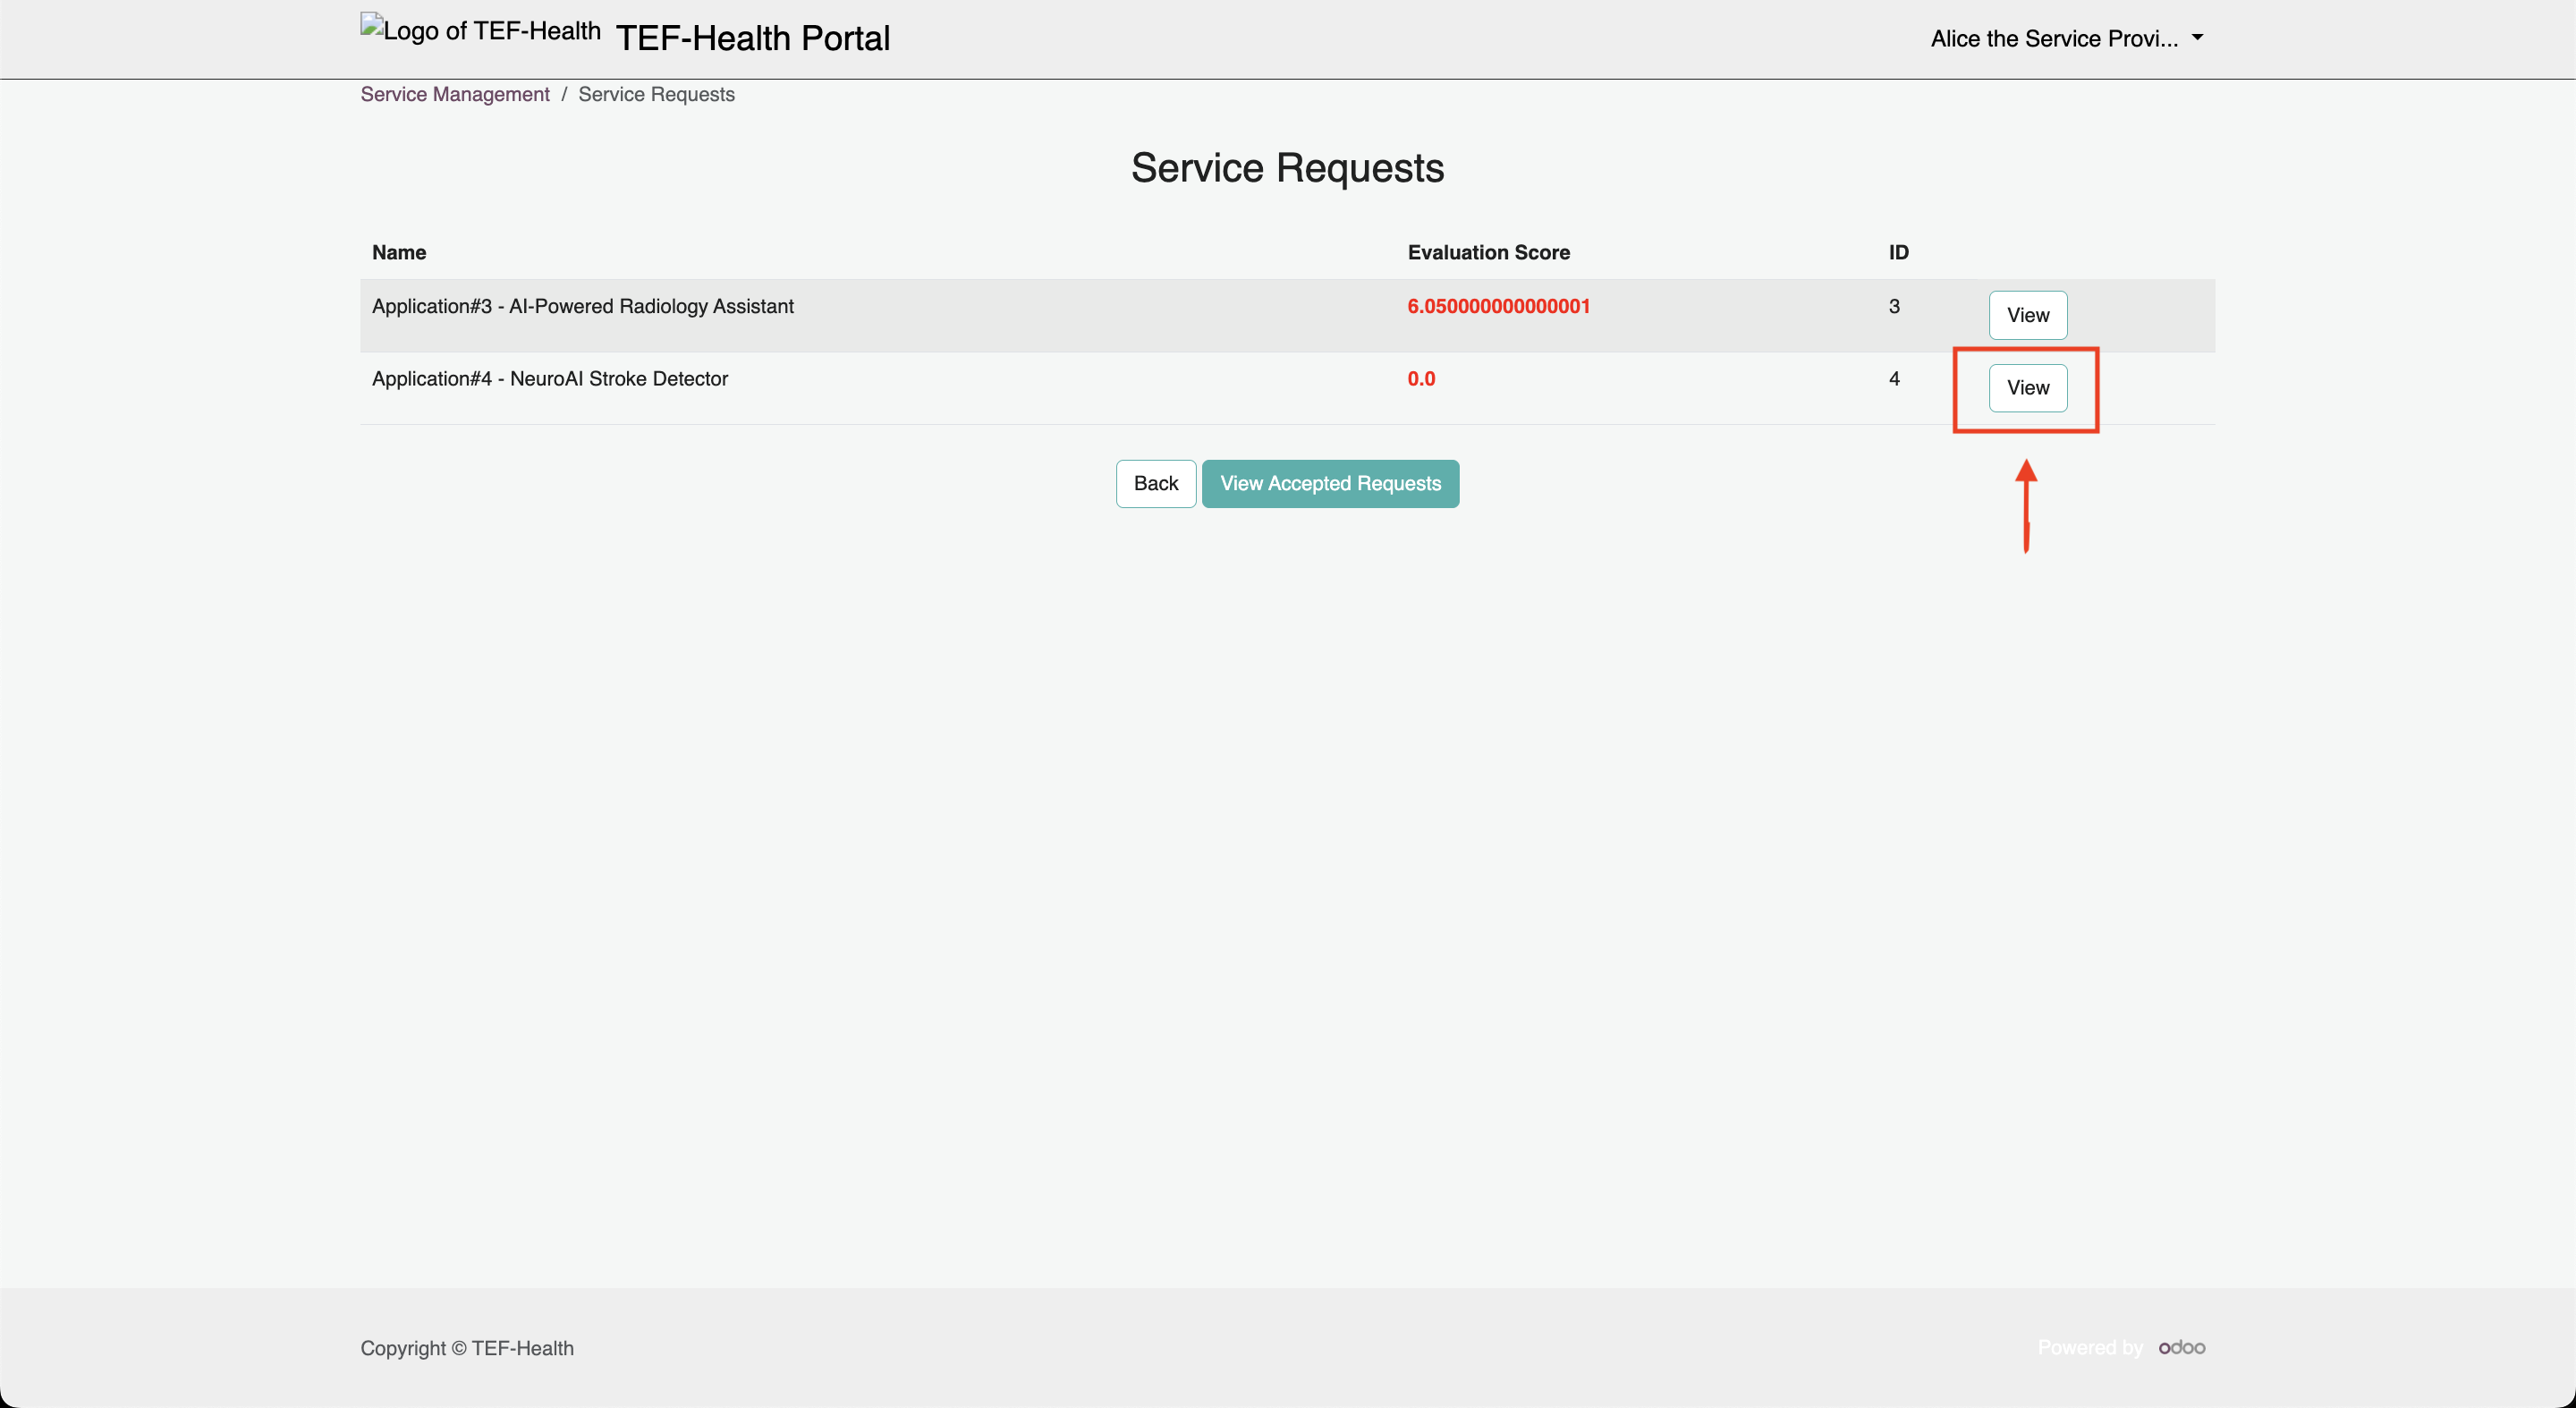 Logo of TEF-Health TEF-Health Portal Alice the Service Provi...
Service Management / Service Requests
Service Requests
Name Evaluation Score ID
Application#3 - AI-Powered Radiology Assistant 6.050000000000001 3 View
Application#4 - NeuroAI Stroke Detector 0.0 4 View
Back View Accepted Requests
Copyright © TEF-Health Powered by odoo